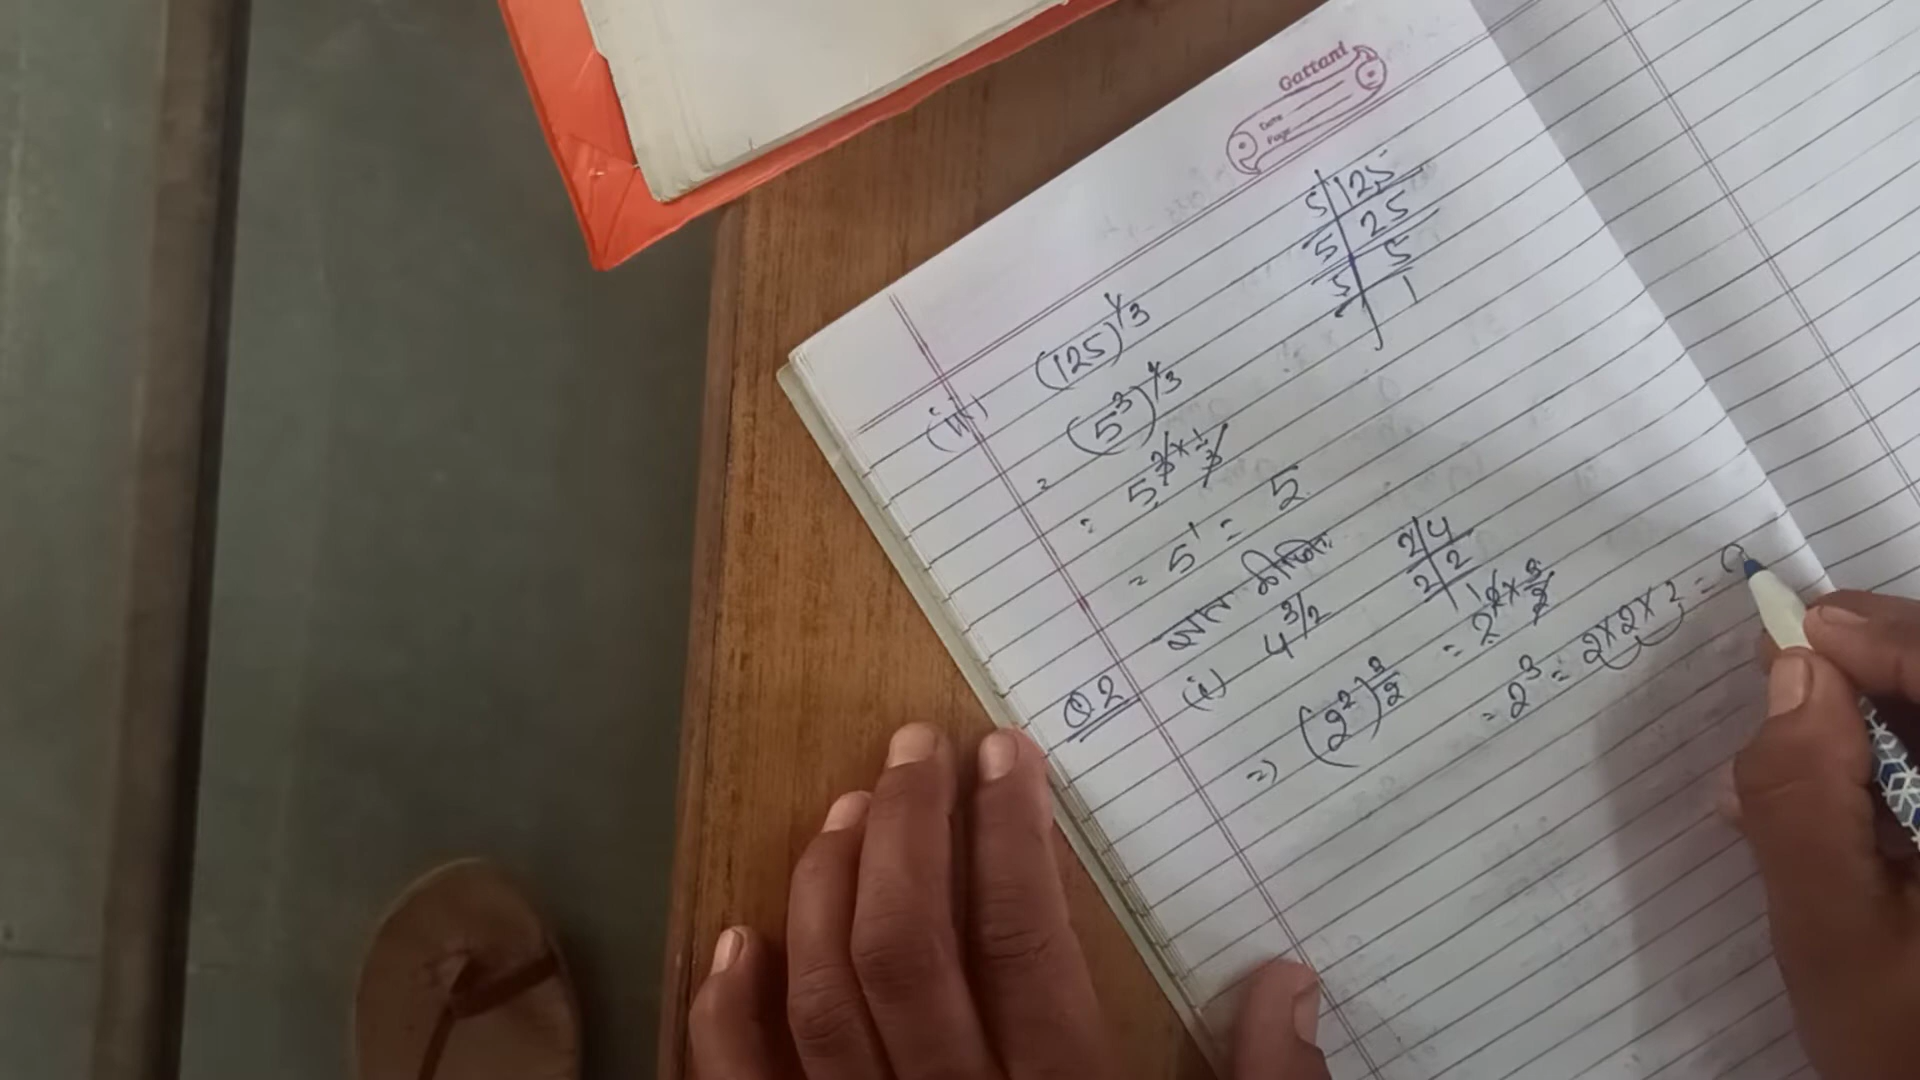 Gattani
Date
Page
(iii) (125)^1/3
5 | 125
5 | 25
5 | 5
1
= (5^3)^1/3
= 5^3×1/3
= 5^1 = 5
Q2 मान
(i) 4^3/2
2 | 4
2 | 2
1
=) (2^2)^3/2 = 2^2×3/2
= 2^3 = 2×2×2 =